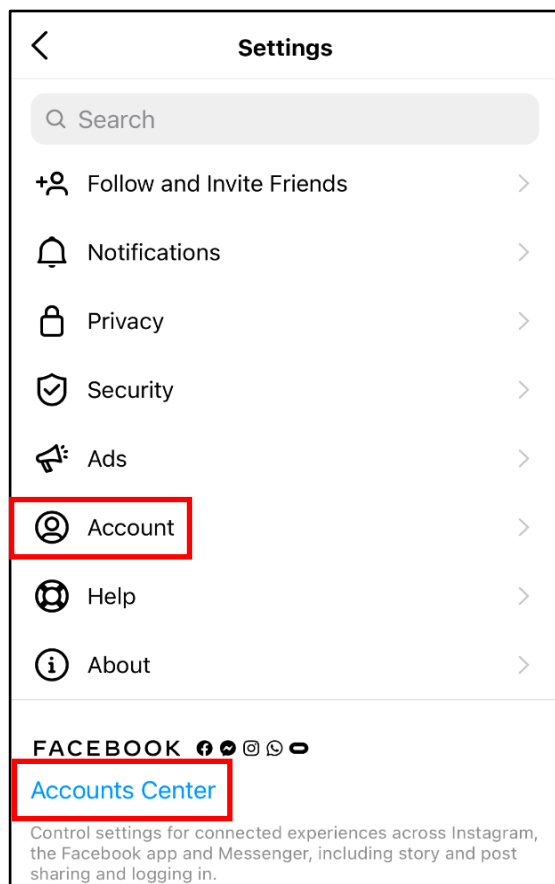 Settings
Search
Follow and Invite Friends
Notifications
Privacy
Security
Ads
Account
Help
About
FACEBOOK
Accounts Center
Control settings for connected experiences across Instagram,
the Facebook app and Messenger, including story and post
sharing and logging in.